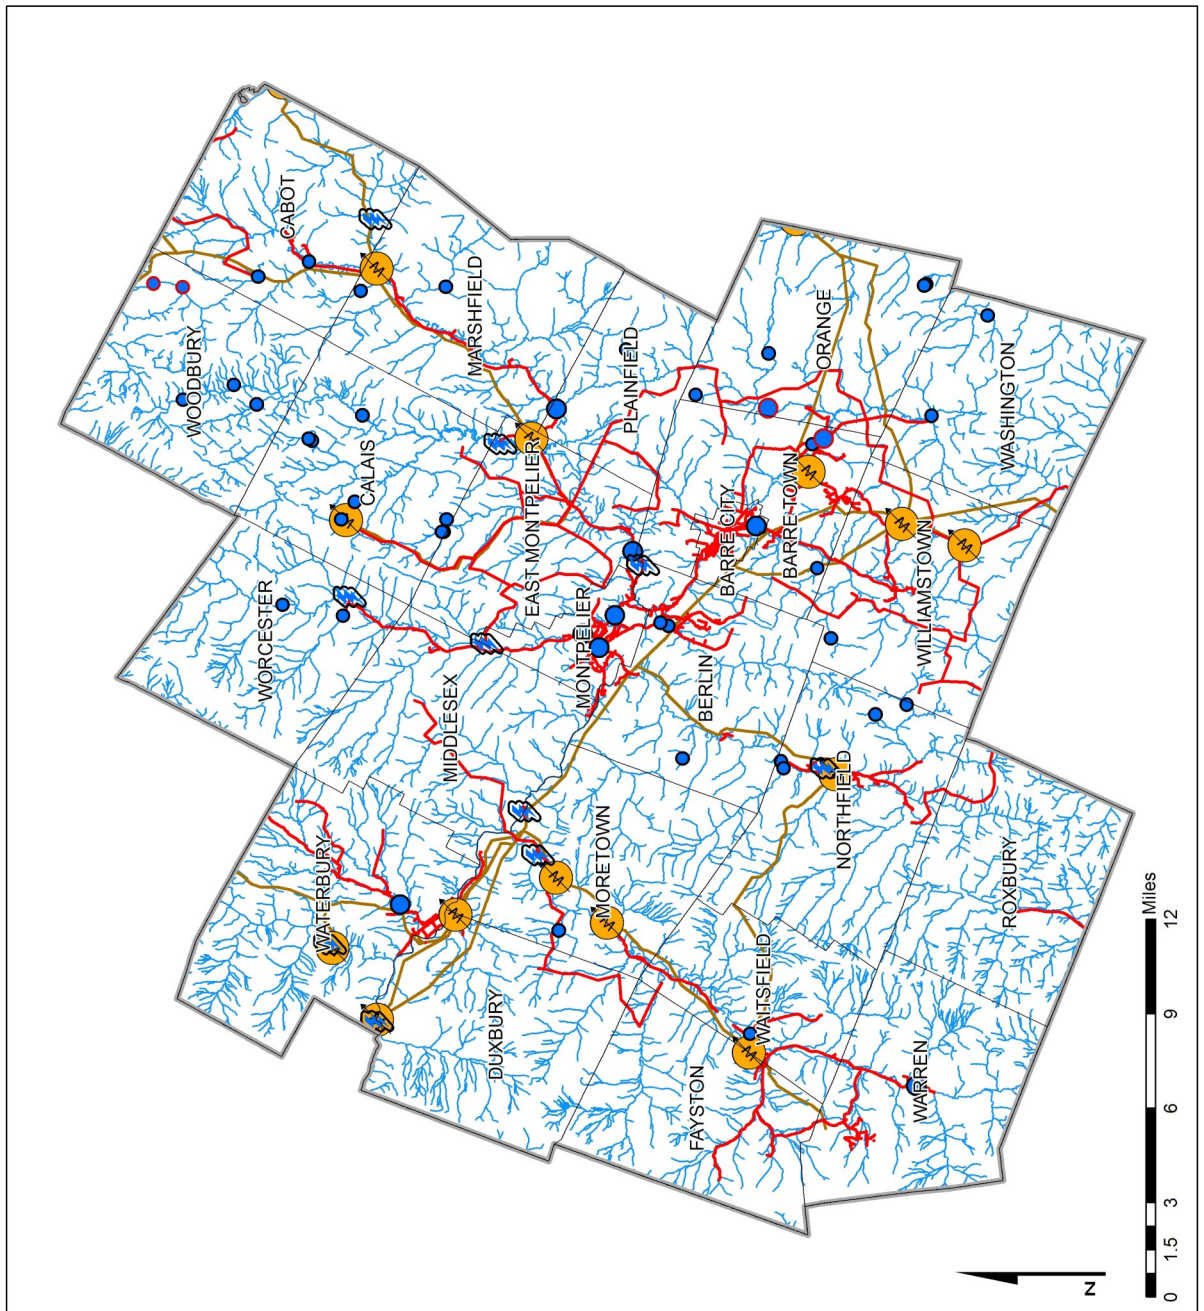 CABOT
WOODBURY
MARSHFIELD
CALAIS
PLAINFIELD
ORANGE
WORCESTER
EAST MONTPELIER
WASHINGTON
BARRE CITY
BARRE TOWN
MONTPELIER
MIDDLESEX
BERLIN
WILLIAMSTOWN
WATERBURY
MORETOWN
NORTHFIELD
ROXBURY
DUXBURY
WAITSFIELD
FAYSTON
WARREN
M
M
M
M
M
M
M
M
M
M
N
0 1.5 3 6 9 12
Miles